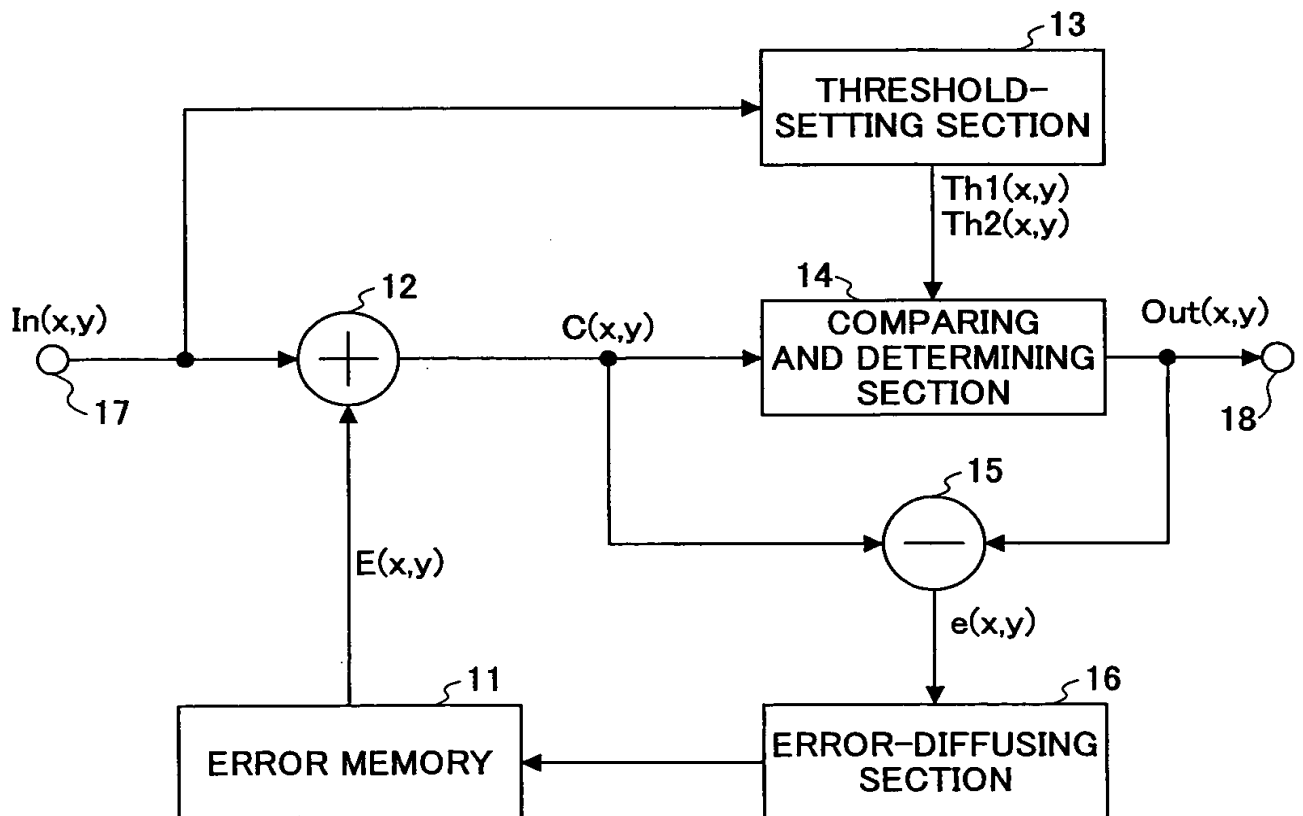 13
THRESHOLD-
SETTING SECTION
Th1(x,y)
Th2(x,y)
12
14
In(x,y)
C(x,y)
COMPARING
AND DETERMINING
SECTION
Out(x,y)
17
18
15
E(x,y)
e(x,y)
11
16
ERROR MEMORY
ERROR-DIFFUSING
SECTION